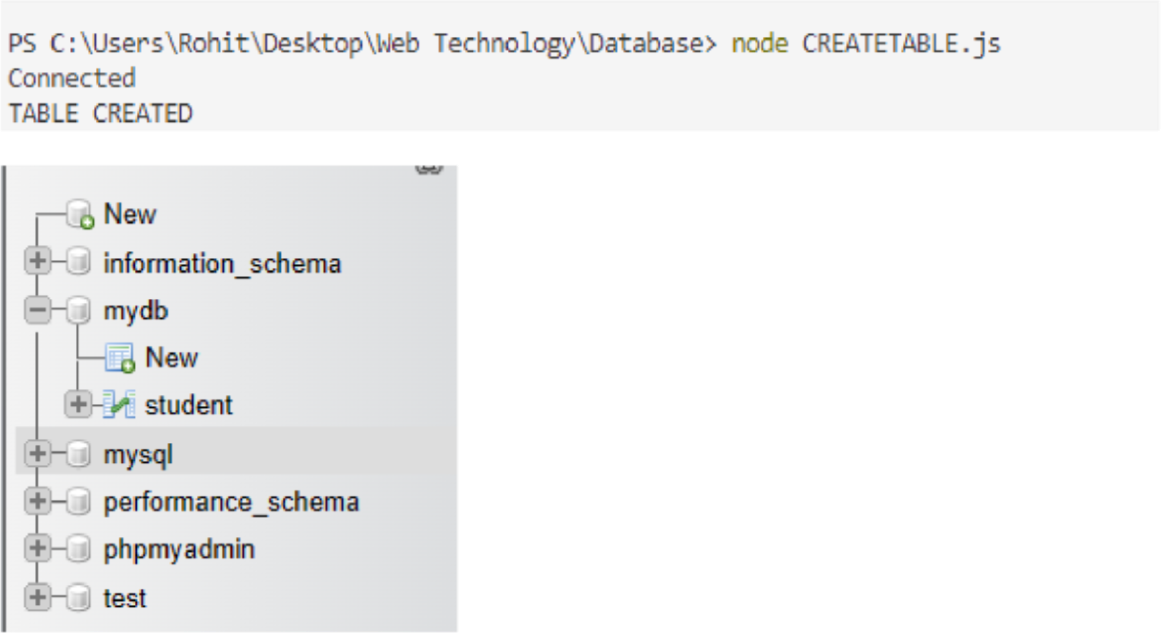 PS C:\Users\Rohit\Desktop\Web Technology\Database> node CREATETABLE.js
Connected
TABLE CREATED
New
information_schema
mydb
New
student
mysql
performance_schema
phpmyadmin
test